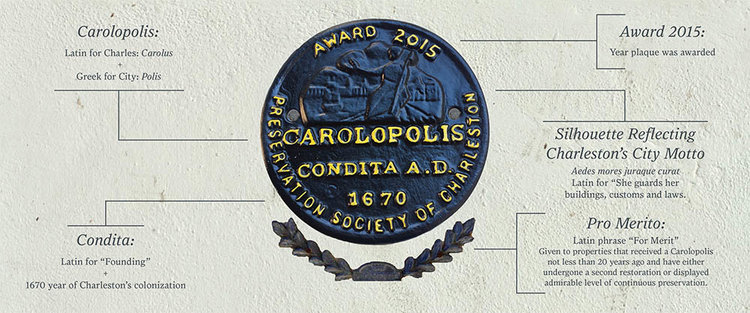 Carolopolis:
Latin for Charles: Carolus
+
Greek for City: Polis
Condita:
Latin for "Founding"
+
1670 year of Charleston's colonization
AWARD 2015
CAROLOPOLIS
CONDITA A.D.
1670
PRESERVATION SOCIETY OF CHARLESTON
Award 2015:
Year plaque was awarded
Silhouette Reflecting
Charleston's City Motto
Aedes mores juraque curat
Latin for "She guards her
buildings, customs and laws.
Pro Merito:
Latin phrase "For Merit"
Given to properties that received a Carolopolis
not less than 20 years ago and have either
undergone a second restoration or displayed
admirable level of continuous preservation.